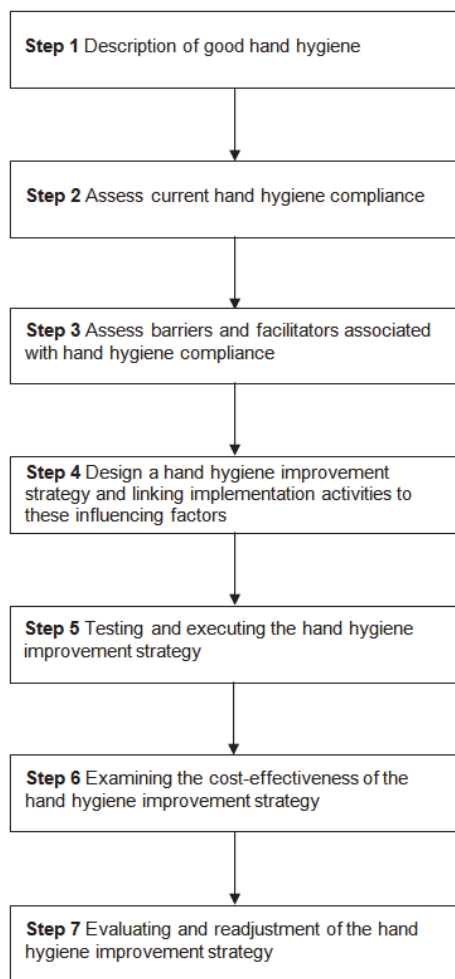 Step 1 Description of good hand hygiene
Step 2 Assess current hand hygiene compliance
Step 3 Assess barriers and facilitators associated
with hand hygiene compliance
Step 4 Design a hand hygiene improvement
strategy and linking implementation activities to
these influencing factors
Step 5 Testing and executing the hand hygiene
improvement strategy
Step 6 Examining the cost-effectiveness of the
hand hygiene improvement strategy
Step 7 Evaluating and readjustment of the hand
hygiene improvement strategy